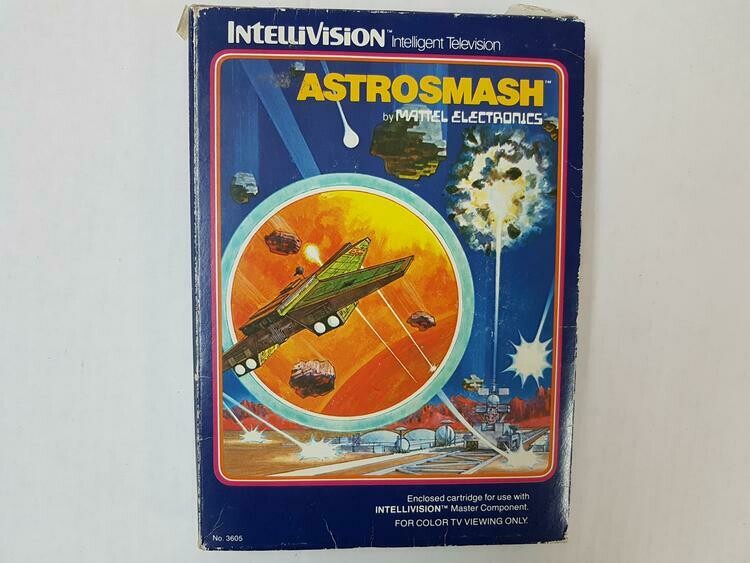 INTELLIVISION™ Intelligent Television
ASTROSMASH™
by MATTEL ELECTRONICS
Enclosed cartridge for use with
INTELLIVISION™ Master Component.
FOR COLOR TV VIEWING ONLY.
No. 3605